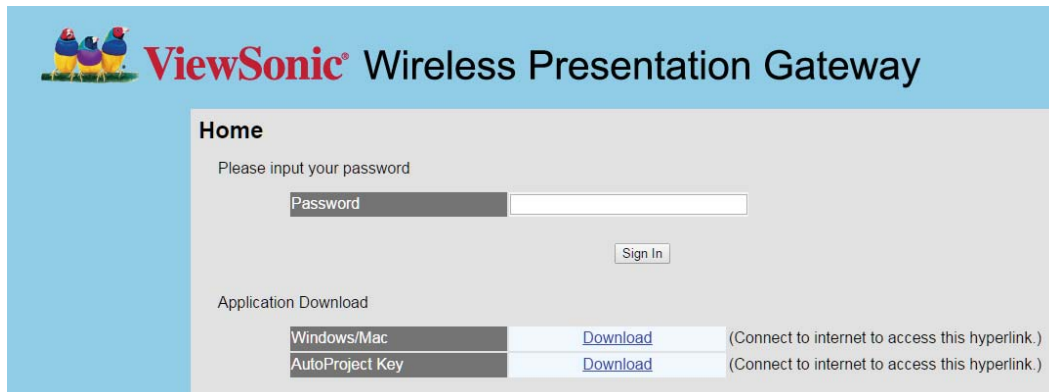 ViewSonic® Wireless Presentation Gateway
Home
Please input your password
Password
Sign In
Application Download
Windows/Mac Download (Connect to internet to access this hyperlink.)
AutoProject Key Download (Connect to internet to access this hyperlink.)